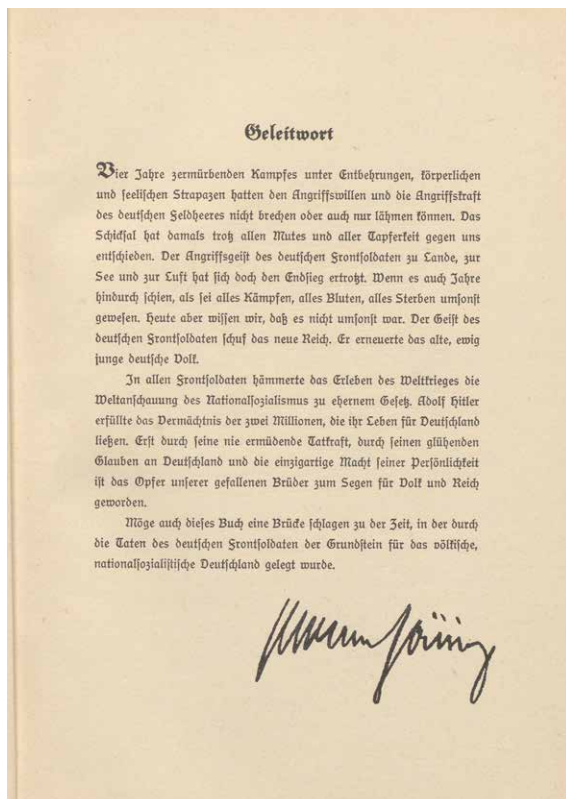 Geleitwort
Vier Jahre zermürbenden Kampfes unter Entbehrungen, körperlichen
und seelischen Strapazen hatten den Angriffswillen und die Angriffskraft
des deutschen Feldheeres nicht brechen oder auch nur lähmen können. Das
Schicksal hat damals trotz allen Mutes und aller Tapferkeit gegen uns
entschieden. Der Angriffsgeist des deutschen Frontsoldaten zu Lande, zur
See und zur Luft hat sich doch den Endsieg ertrotzt. Wenn es auch Jahre
hindurch schien, als sei alles Kämpfen, alles Bluten, alles Sterben umsonst
gewesen. Heute aber wissen wir, daß es nicht umsonst war. Der Geist des
deutschen Frontsoldaten schuf das neue Reich. Er erneuerte das alte, ewig
junge deutsche Volk.
In allen Frontsoldaten hämmerte das Erleben des Weltkrieges die
Weltanschauung des Nationalsozialismus zu ehernem Gesetz. Adolf Hitler
erfüllte das Vermächtnis der zwei Millionen, die ihr Leben für Deutschland
ließen. Erst durch seine nie ermüdende Tatkraft, durch seinen glühenden
Glauben an Deutschland und die einzigartige Macht seiner Persönlichkeit
ist das Opfer unserer gefallenen Brüder zum Segen für Volk und Reich
geworden.
Möge auch dieses Buch eine Brücke schlagen zu der Zeit, in der durch
die Taten des deutschen Frontsoldaten der Grundstein für das völkische,
nationalsozialistische Deutschland gelegt wurde.
Hermann Göring